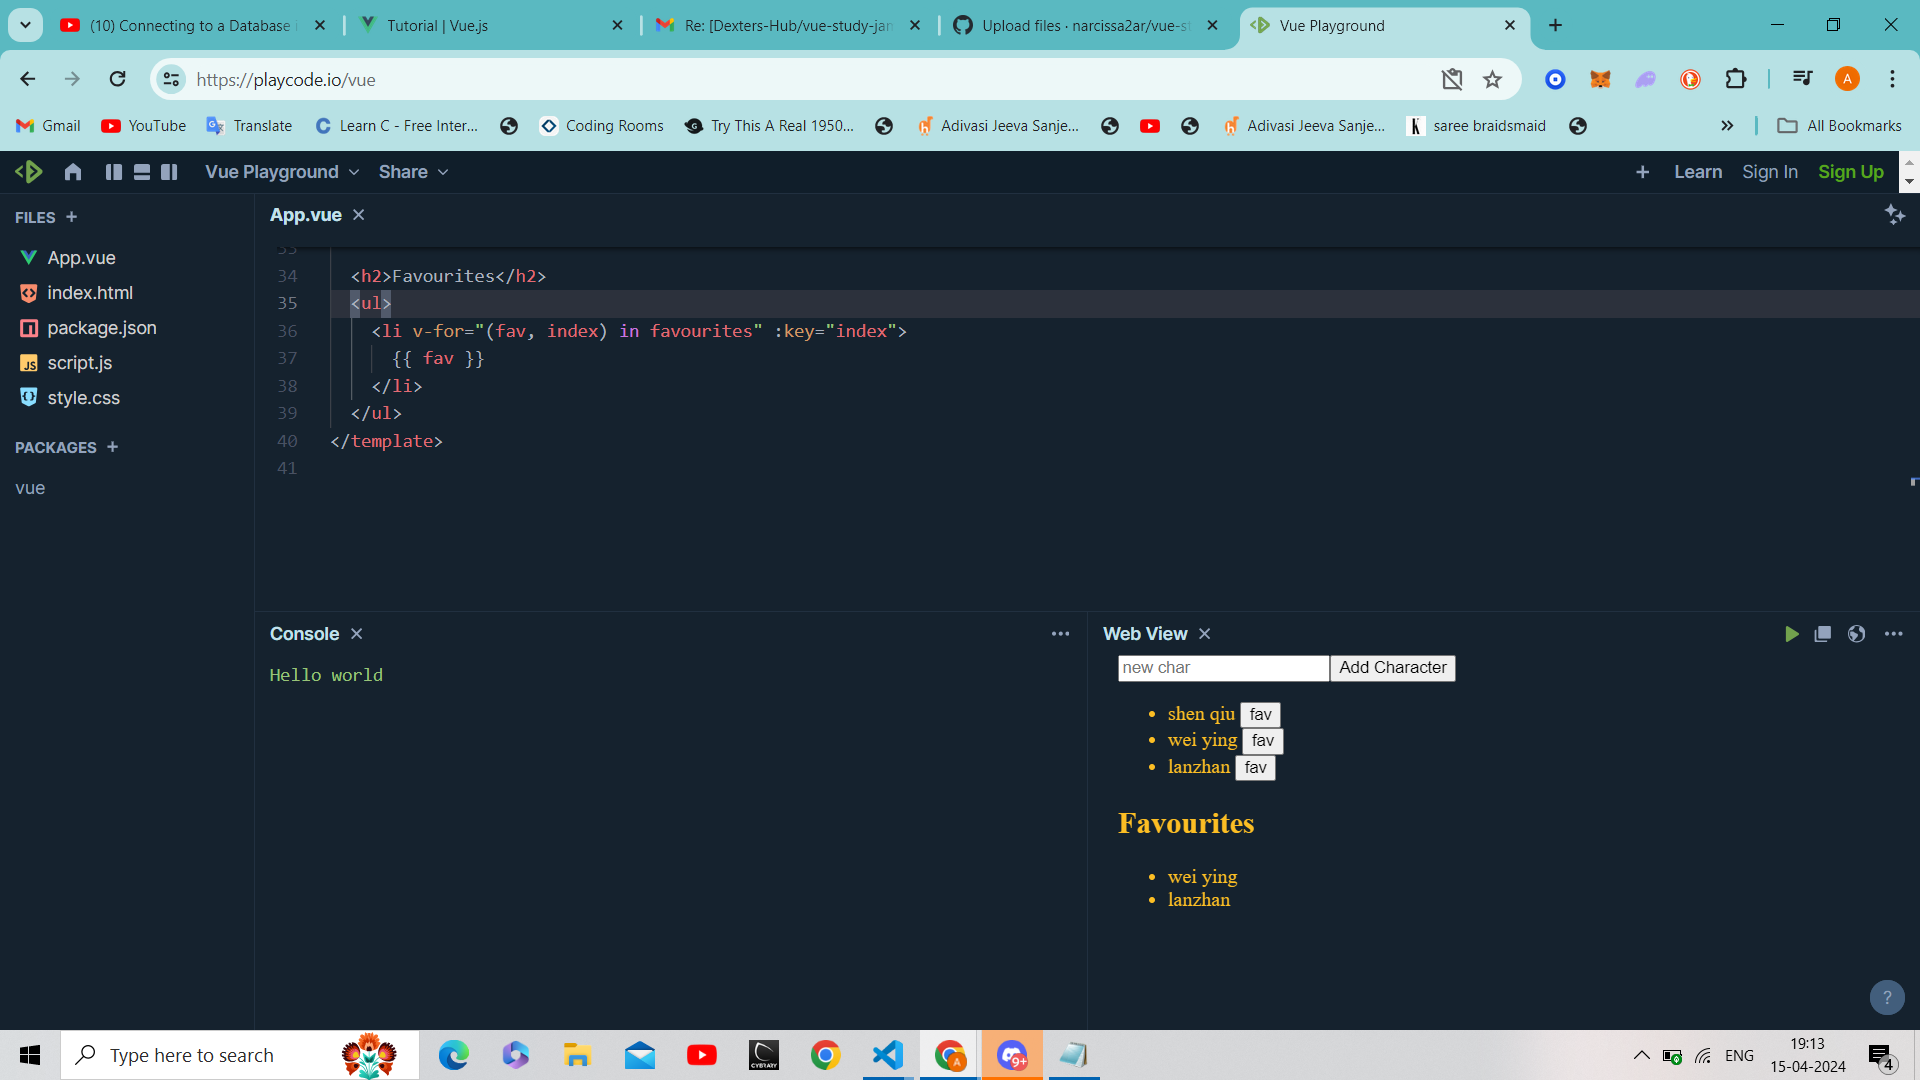 (10) Connecting to a Database i
Tutorial | Vue.js
Re: [Dexters-Hub/vue-study-jan
Upload files · narcissa2ar/vue-st
Vue Playground
https://playcode.io/vue
A
Gmail
YouTube
Translate
Learn C - Free Inter...
Coding Rooms
Try This A Real 1950...
Adivasi Jeeva Sanje...
Adivasi Jeeva Sanje...
saree braidsmaid
All Bookmarks
Vue Playground
Share
Learn
Sign In
Sign Up
FILES
App.vue
index.html
package.json
script.js
style.css
PACKAGES
vue
App.vue
33
34 <h2>Favourites</h2>
35 <ul>
36 <li v-for="(fav, index) in favourites" :key="index">
37 {{ fav }}
38 </li>
39 </ul>
40 </template>
41
Console
Hello world
Web View
new char
Add Character
shen qiu fav
wei ying fav
lanzhan fav
Favourites
wei ying
lanzhan
?
Type here to search
CYBRARY
A
9+
ENG
19:13
15-04-2024
4